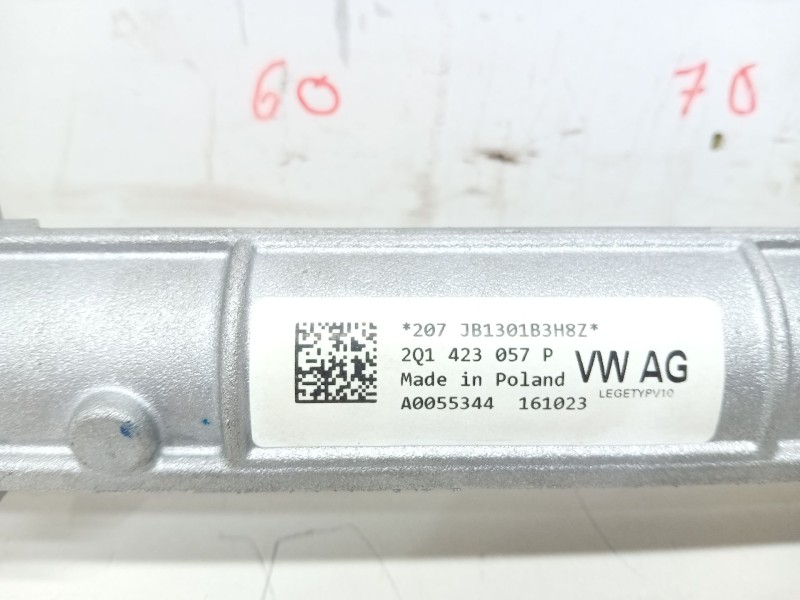 60 70
*207 JB1301B3H8Z*
2Q1 423 057 P
Made in Poland
A0055344 161023
VW AG
LEGETYPV10